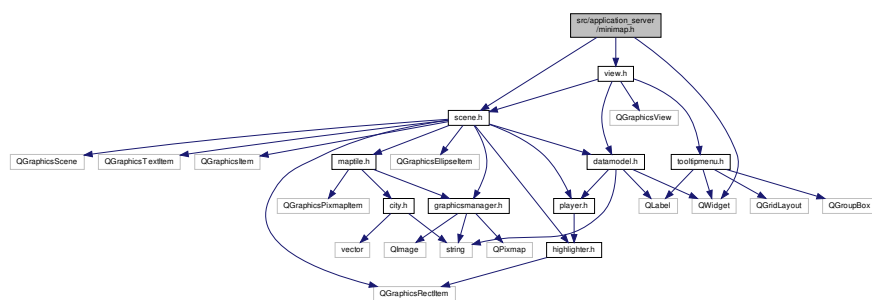 src/application_server
/minimap.h
view.h
scene.h
QGraphicsView
QGraphicsScene
QGraphicsTextItem
QGraphicsItem
maptile.h
QGraphicsEllipseItem
datamodel.h
tooltipmenu.h
QGraphicsPixmapItem
city.h
graphicsmanager.h
player.h
QLabel
QWidget
QGridLayout
QGroupBox
vector
QImage
string
QPixmap
highlighter.h
QGraphicsRectItem